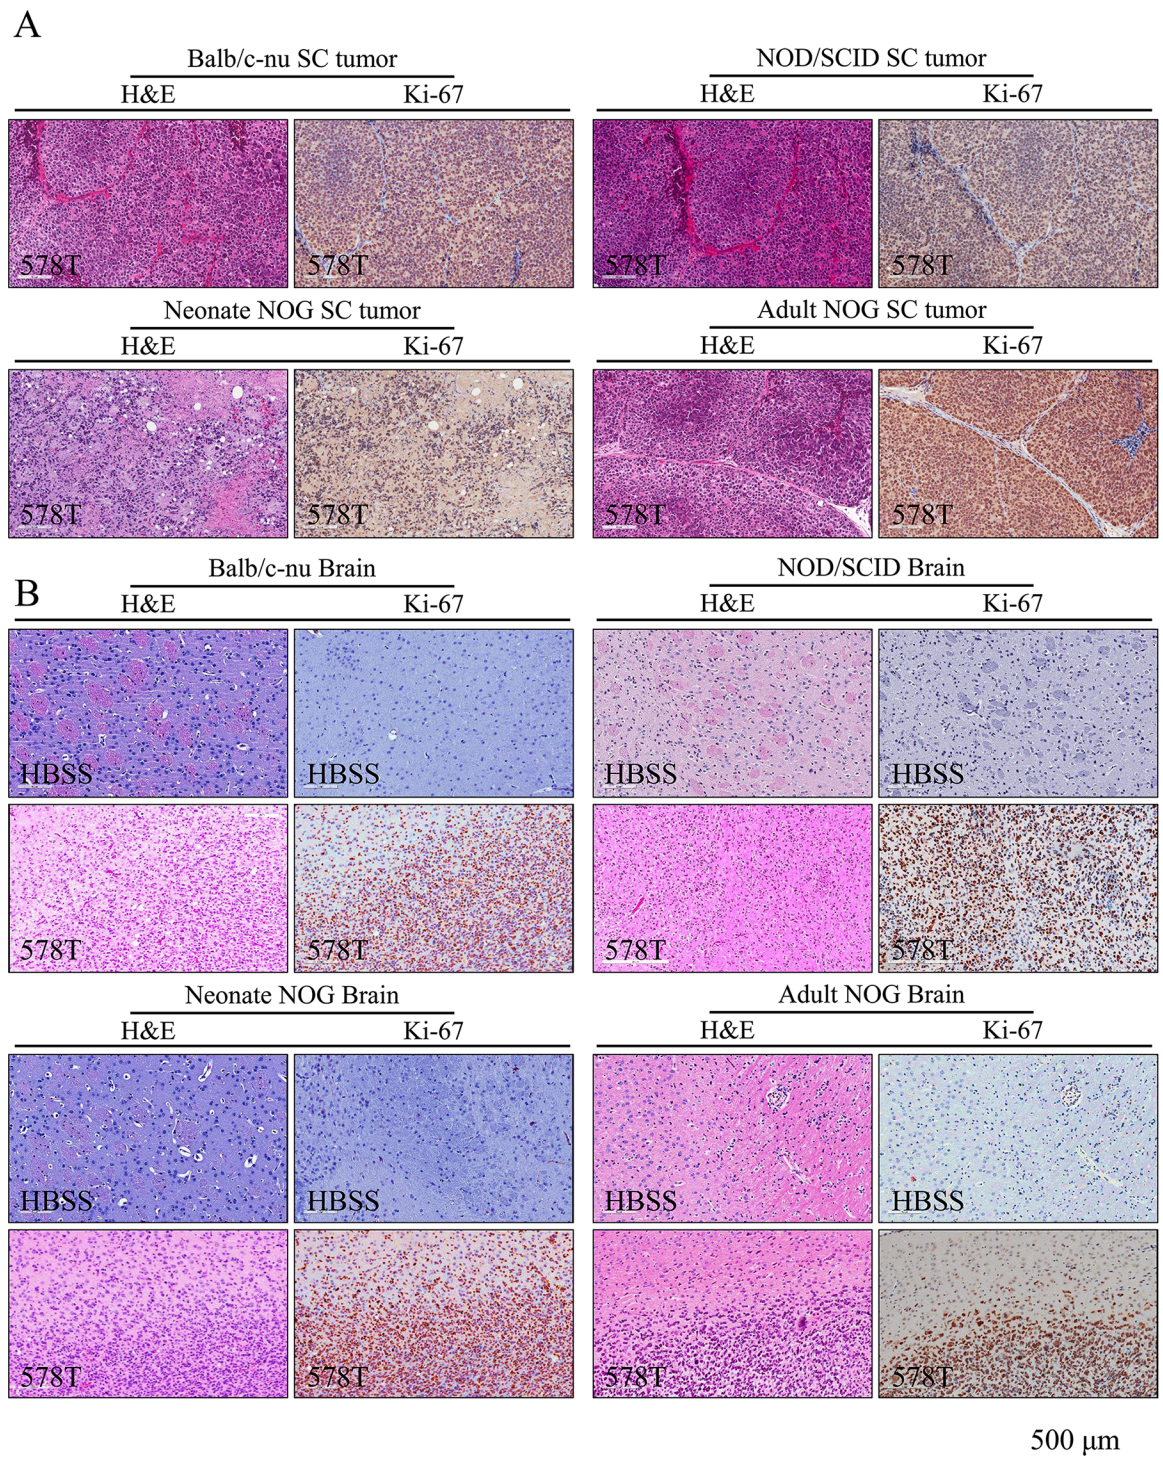 A
Balb/c-nu SC tumor
NOD/SCID SC tumor
H&E
Ki-67
H&E
Ki-67
578T
578T
578T
578T
Neonate NOG SC tumor
Adult NOG SC tumor
H&E
Ki-67
H&E
Ki-67
578T
578T
578T
578T
B
Balb/c-nu Brain
NOD/SCID Brain
H&E
Ki-67
H&E
Ki-67
HBSS
HBSS
HBSS
HBSS
578T
578T
578T
578T
Neonate NOG Brain
Adult NOG Brain
H&E
Ki-67
H&E
Ki-67
HBSS
HBSS
HBSS
HBSS
578T
578T
578T
578T
500 μm